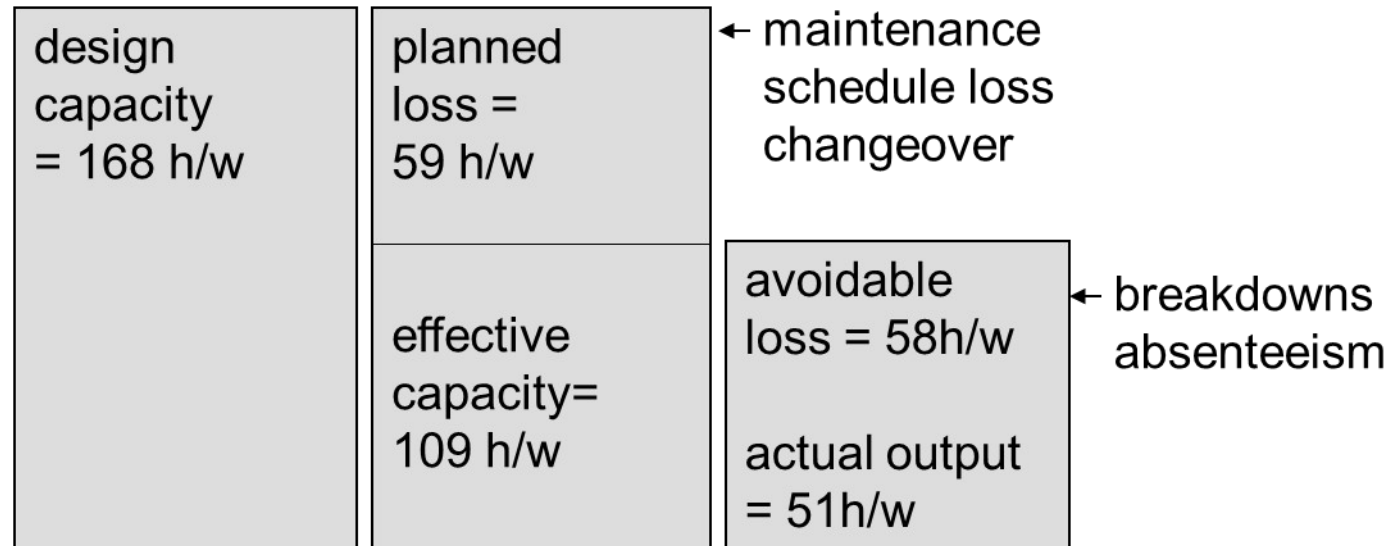 design
capacity
= 168 h/w
planned
loss =
59 h/w
← maintenance
schedule loss
changeover
effective
capacity=
109 h/w
avoidable
loss = 58h/w
actual output
= 51h/w
← breakdowns
absenteeism